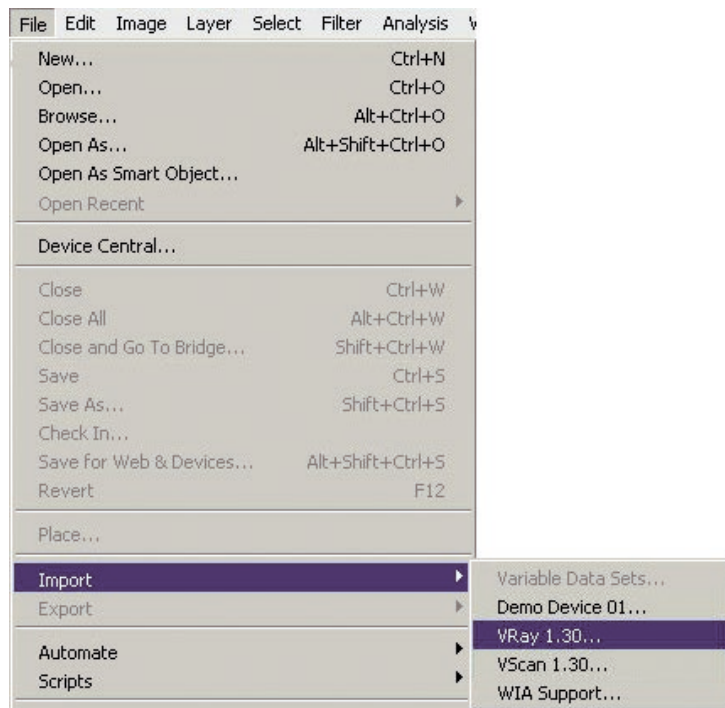 File Edit Image Layer Select Filter Analysis
New... Ctrl+N
Open... Ctrl+O
Browse... Alt+Ctrl+O
Open As... Alt+Shift+Ctrl+O
Open As Smart Object...
Open Recent
Device Central...
Close Ctrl+W
Close All Alt+Ctrl+W
Close and Go To Bridge... Shift+Ctrl+W
Save Ctrl+S
Save As... Shift+Ctrl+S
Check In...
Save for Web & Devices... Alt+Shift+Ctrl+S
Revert F12
Place...
Import
Export
Automate
Scripts
Variable Data Sets...
Demo Device 01...
VRay 1.30...
VScan 1.30...
WIA Support...